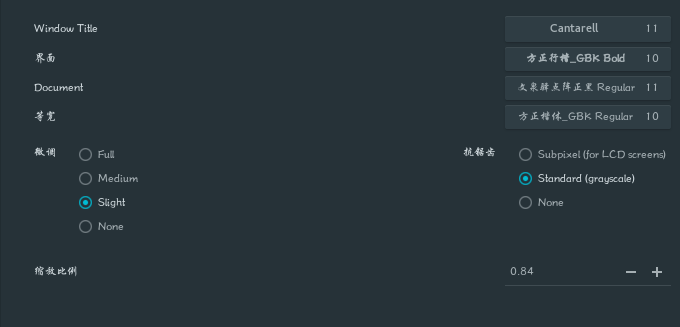 Window Title Cantarell 11
界面 方正行楷_GBK Bold 10
Document 文泉驿点阵正黑 Regular 11
等宽 方正楷体_GBK Regular 10
微调 Full 抗锯齿 Subpixel (for LCD screens)
Medium Standard (grayscale)
Slight None
None
缩放比例 0.84 − +